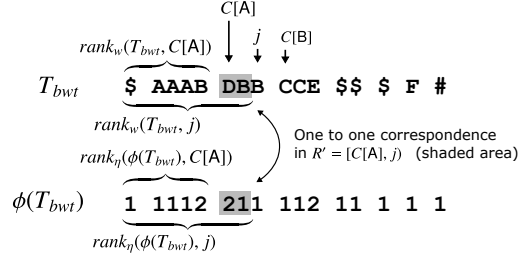 C[A]
rank_w(T_bwt, C[A]) j C[B]
T_bwt $ AAAB DBB CCE $$ $ F #
rank_w(T_bwt, j)
One to one correspondence
in R′ = [C[A], j) (shaded area)
rank_η(ϕ(T_bwt), C[A])
ϕ(T_bwt) 1 1112 211 112 11 1 1 1
rank_η(ϕ(T_bwt), j)